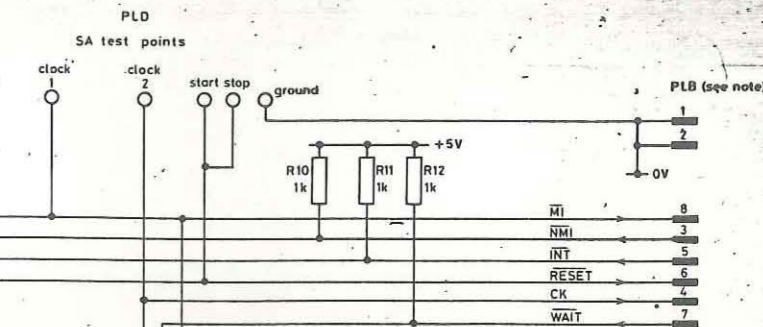 PLD
SA test points
clock
1
clock
2
start stop
ground
PLB (see note)
1
2
+5V
R10
1k
R11
1k
R12
1k
0V
MI
8
NMI
3
INT
5
RESET
6
CK
4
WAIT
7